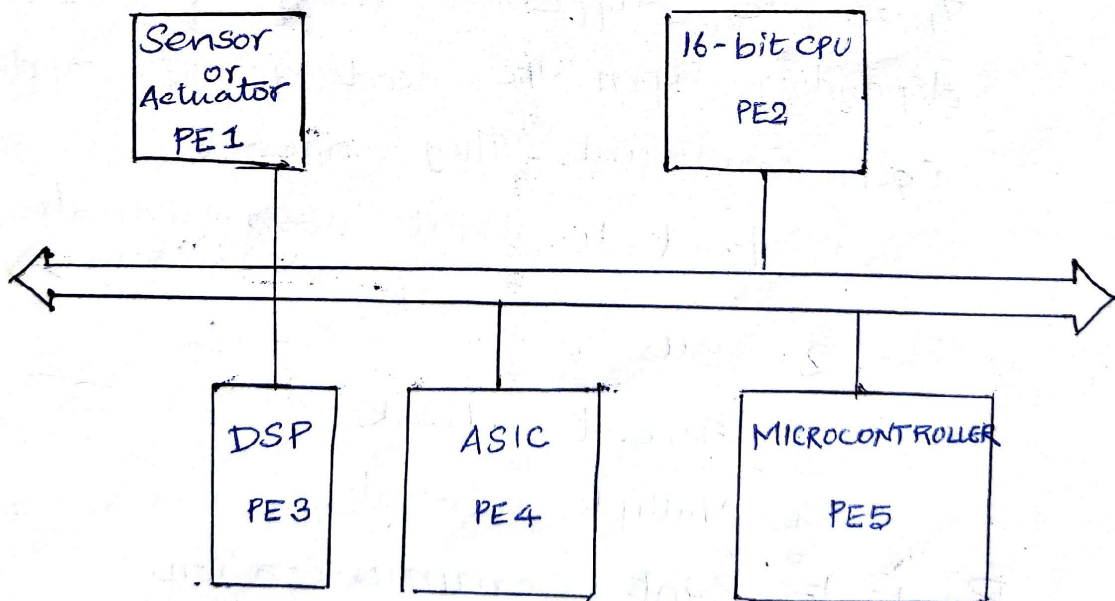 Sensor
or
Actuator
PE1
16-bit CPU
PE2
DSP
PE3
ASIC
PE4
MICROCONTROLLER
PE5